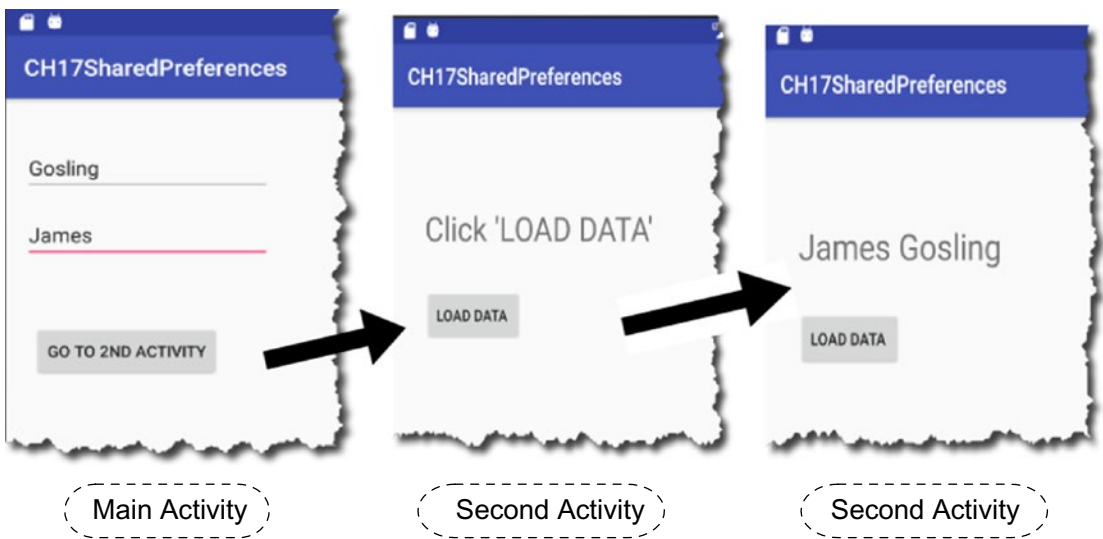 CH17SharedPreferences
Gosling
James
GO TO 2ND ACTIVITY
Main Activity
CH17SharedPreferences
Click 'LOAD DATA'
LOAD DATA
Second Activity
CH17SharedPreferences
James Gosling
LOAD DATA
Second Activity